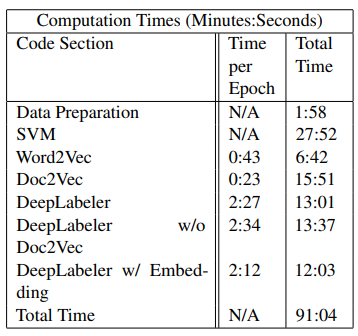 Computation Times (Minutes:Seconds)
Code Section Time Total
per Time
Epoch
Data Preparation N/A 1:58
SVM N/A 27:52
Word2Vec 0:43 6:42
Doc2Vec 0:23 15:51
DeepLabeler 2:27 13:01
DeepLabeler w/o 2:34 13:37
Doc2Vec
DeepLabeler w/ Embed- 2:12 12:03
ding
Total Time N/A 91:04